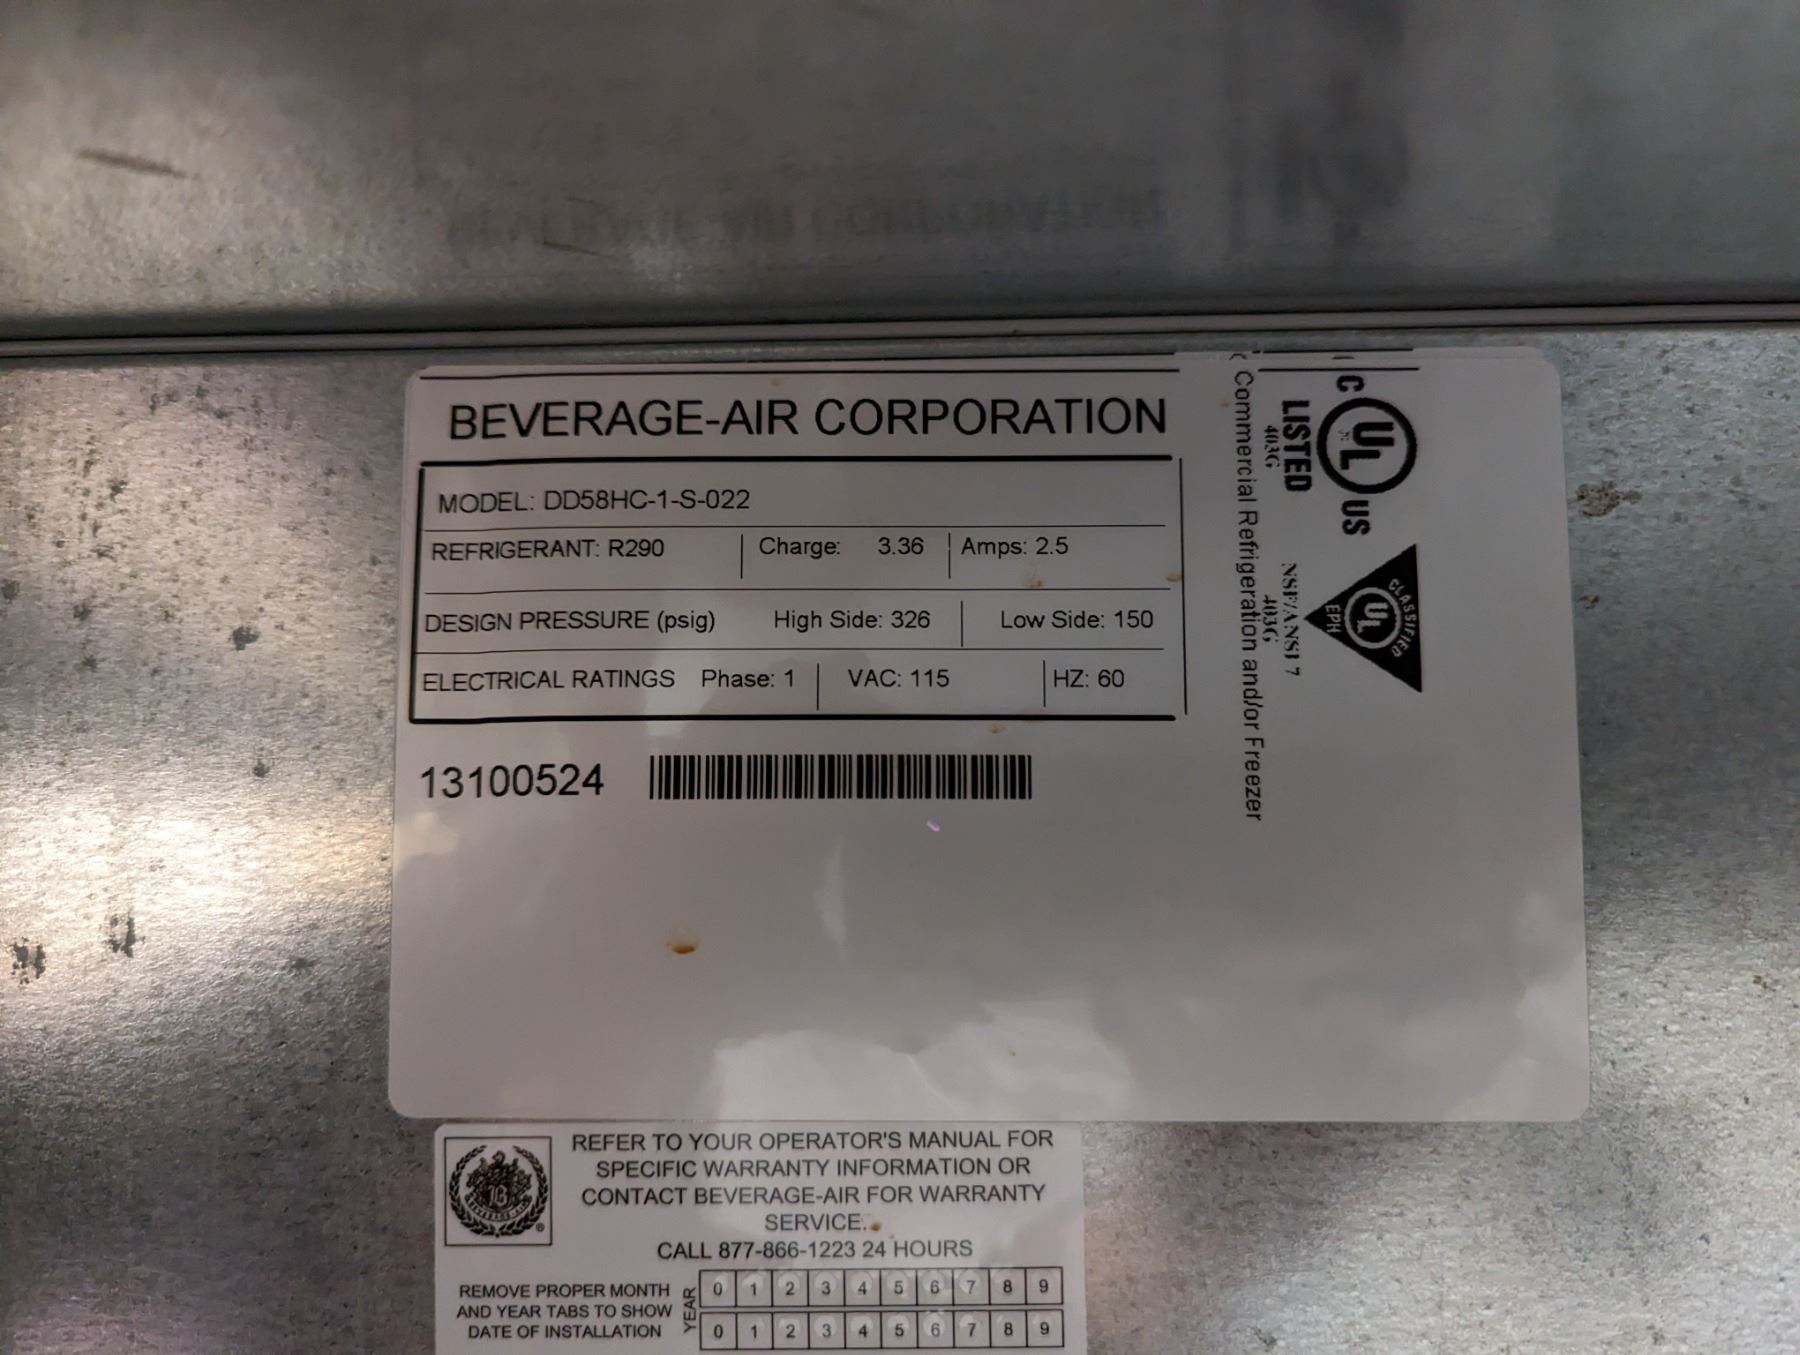 BEVERAGE-AIR CORPORATION
MODEL: DD58HC-1-S-022
REFRIGERANT: R290 Charge: 3.36 Amps: 2.5
DESIGN PRESSURE (psig) High Side: 326 Low Side: 150
ELECTRICAL RATINGS Phase: 1 VAC: 115 HZ: 60
13100524
C UL US
LISTED
403G
CLASSIFIED
UL
EPH
NSF/ANSI 7
403G
Commercial Refrigeration and/or Freezer
REFER TO YOUR OPERATOR'S MANUAL FOR
SPECIFIC WARRANTY INFORMATION OR
CONTACT BEVERAGE-AIR FOR WARRANTY
SERVICE.
CALL 877-866-1223 24 HOURS
REMOVE PROPER MONTH
AND YEAR TABS TO SHOW
DATE OF INSTALLATION
YEAR
0 1 2 3 4 5 6 7 8 9
0 1 2 3 4 5 6 7 8 9